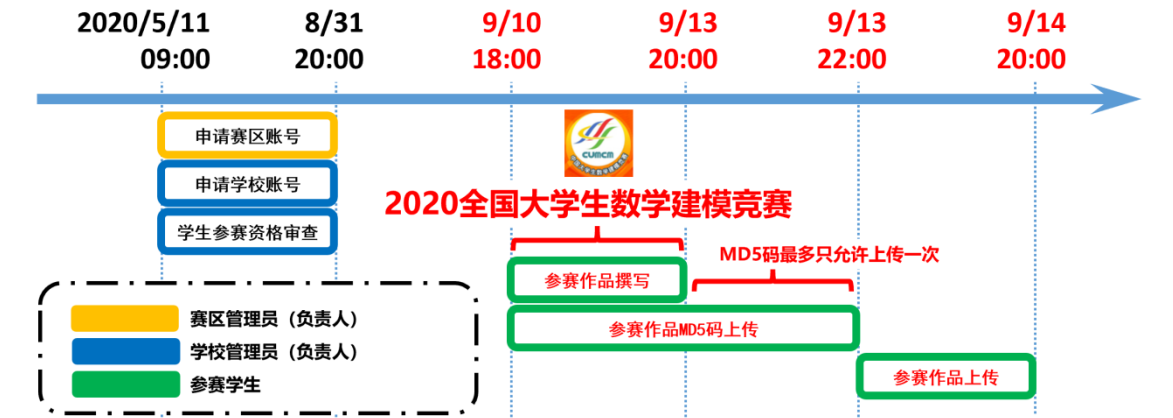 2020/5/11 8/31 9/10 9/13 9/13 9/14
09:00 20:00 18:00 20:00 22:00 20:00
申请赛区账号
申请学校账号
学生参赛资格审查
CUMCM
2020全国大学生数学建模竞赛
MD5码最多只允许上传一次
参赛作品撰写
参赛作品MD5码上传
参赛作品上传
赛区管理员（负责人）
学校管理员（负责人）
参赛学生